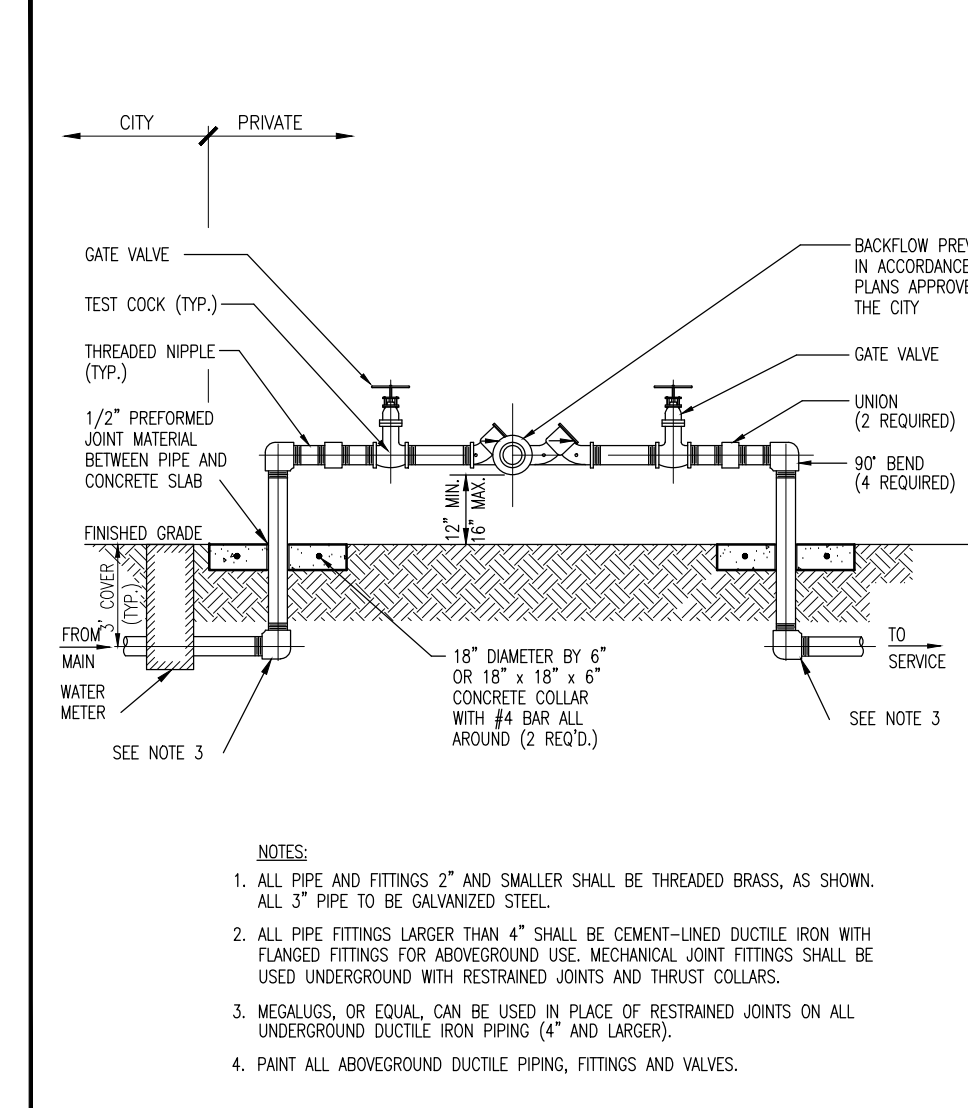 CITY PRIVATE
GATE VALVE
TEST COCK (TYP.)
THREADED NIPPLE
(TYP.)
1/2" PREFORMED
JOINT MATERIAL
BETWEEN PIPE AND
CONCRETE SLAB
FINISHED GRADE
3' COVER
(TYP.)
FROM
MAIN
WATER
METER
SEE NOTE 3
12" MIN.
16" MAX.
18" DIAMETER BY 6"
OR 18" x 18" x 6"
CONCRETE COLLAR
WITH #4 BAR ALL
AROUND (2 REQ'D.)
BACKFLOW PREV
IN ACCORDANCE
PLANS APPROVE
THE CITY
GATE VALVE
UNION
(2 REQUIRED)
90° BEND
(4 REQUIRED)
TO
SERVICE
SEE NOTE 3
NOTES:
1. ALL PIPE AND FITTINGS 2" AND SMALLER SHALL BE THREADED BRASS, AS SHOWN.
ALL 3" PIPE TO BE GALVANIZED STEEL.
2. ALL PIPE FITTINGS LARGER THAN 4" SHALL BE CEMENT-LINED DUCTILE IRON WITH
FLANGED FITTINGS FOR ABOVEGROUND USE. MECHANICAL JOINT FITTINGS SHALL BE
USED UNDERGROUND WITH RESTRAINED JOINTS AND THRUST COLLARS.
3. MEGALUGS, OR EQUAL, CAN BE USED IN PLACE OF RESTRAINED JOINTS ON ALL
UNDERGROUND DUCTILE IRON PIPING (4" AND LARGER).
4. PAINT ALL ABOVEGROUND DUCTILE PIPING, FITTINGS AND VALVES.